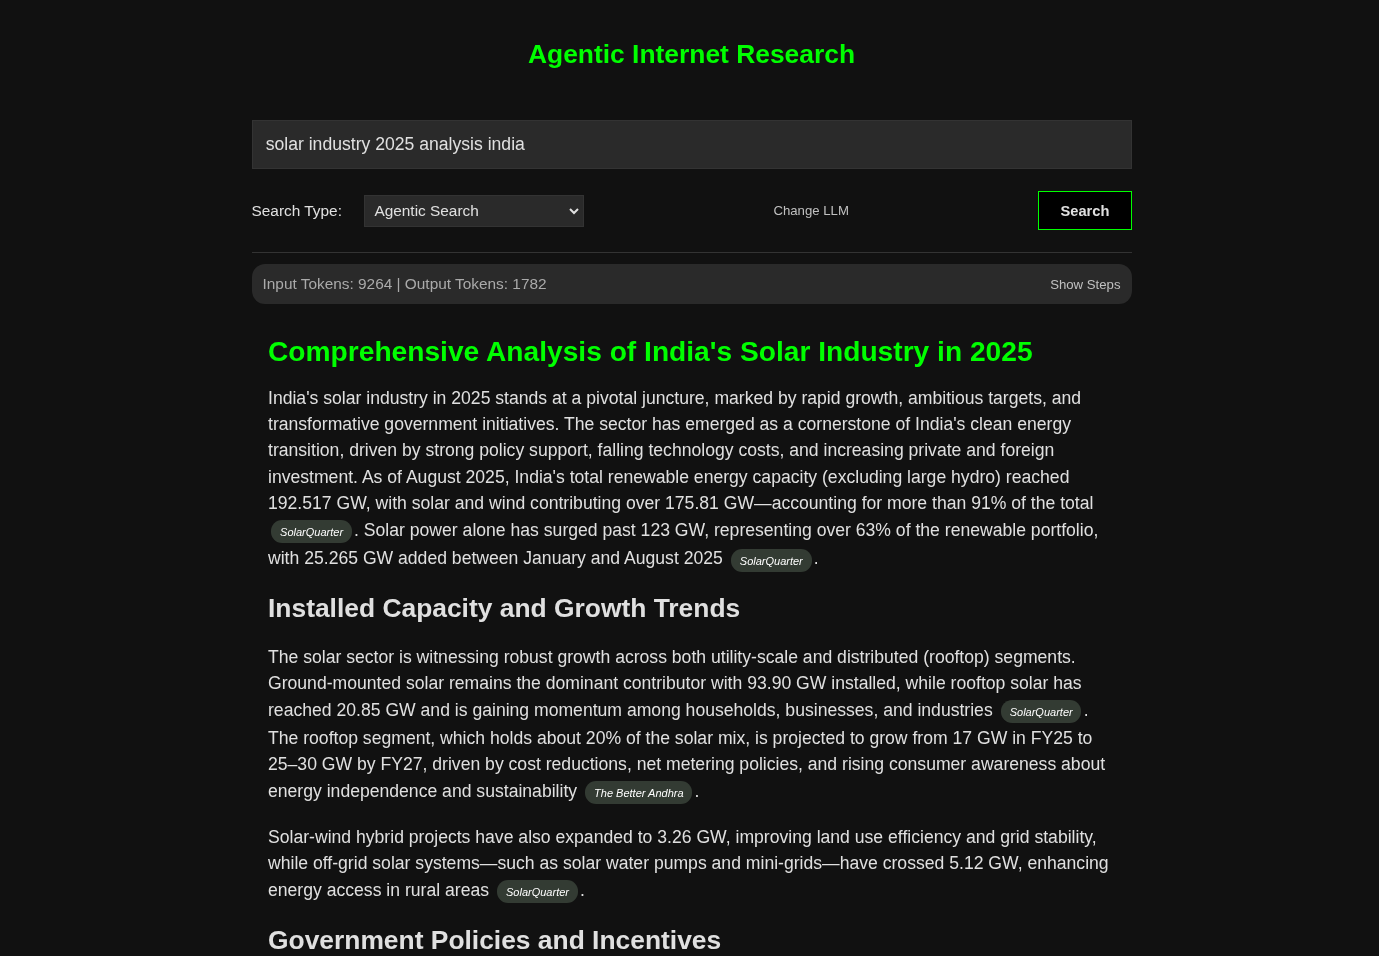 Agentic Internet Research
solar industry 2025 analysis india
Search Type:
Agentic Search
Change LLM
Search
Input Tokens: 9264 | Output Tokens: 1782
Show Steps
Comprehensive Analysis of India's Solar Industry in 2025
India's solar industry in 2025 stands at a pivotal juncture, marked by rapid growth, ambitious targets, and
transformative government initiatives. The sector has emerged as a cornerstone of India's clean energy
transition, driven by strong policy support, falling technology costs, and increasing private and foreign
investment. As of August 2025, India's total renewable energy capacity (excluding large hydro) reached
192.517 GW, with solar and wind contributing over 175.81 GW—accounting for more than 91% of the total
SolarQuarter . Solar power alone has surged past 123 GW, representing over 63% of the renewable portfolio,
with 25.265 GW added between January and August 2025 SolarQuarter .
Installed Capacity and Growth Trends
The solar sector is witnessing robust growth across both utility-scale and distributed (rooftop) segments.
Ground-mounted solar remains the dominant contributor with 93.90 GW installed, while rooftop solar has
reached 20.85 GW and is gaining momentum among households, businesses, and industries SolarQuarter .
The rooftop segment, which holds about 20% of the solar mix, is projected to grow from 17 GW in FY25 to
25–30 GW by FY27, driven by cost reductions, net metering policies, and rising consumer awareness about
energy independence and sustainability The Better Andhra .
Solar-wind hybrid projects have also expanded to 3.26 GW, improving land use efficiency and grid stability,
while off-grid solar systems—such as solar water pumps and mini-grids—have crossed 5.12 GW, enhancing
energy access in rural areas SolarQuarter .
Government Policies and Incentives